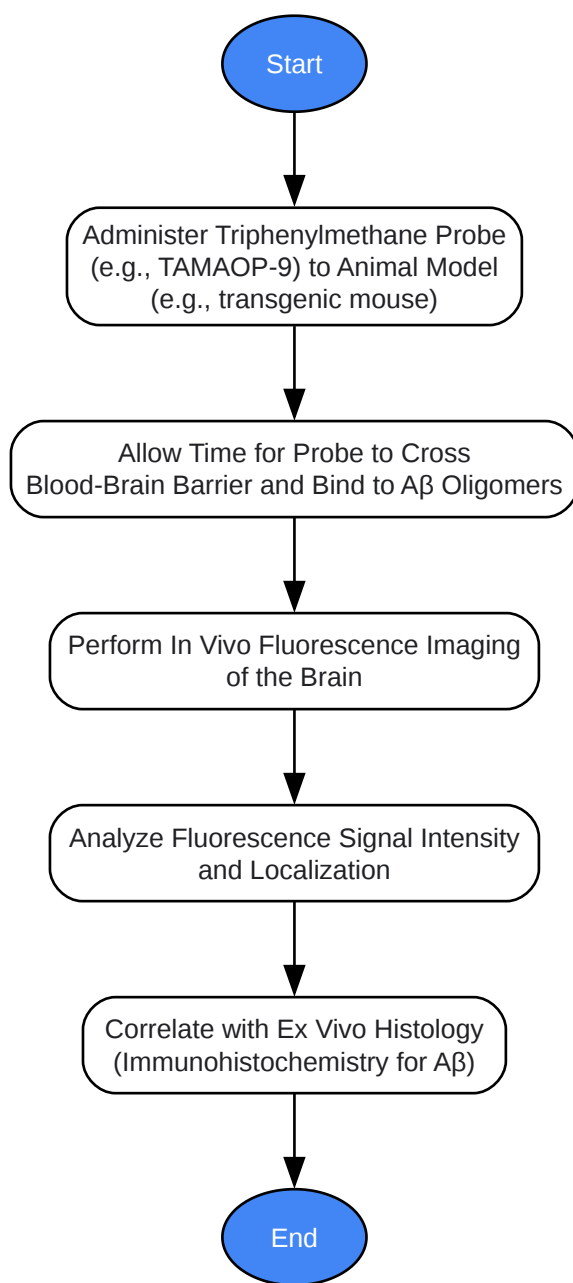 Start
Administer Triphenylmethane Probe
(e.g., TAMAOP-9) to Animal Model
(e.g., transgenic mouse)
Allow Time for Probe to Cross
Blood-Brain Barrier and Bind to Aβ Oligomers
Perform In Vivo Fluorescence Imaging
of the Brain
Analyze Fluorescence Signal Intensity
and Localization
Correlate with Ex Vivo Histology
(Immunohistochemistry for Aβ)
End